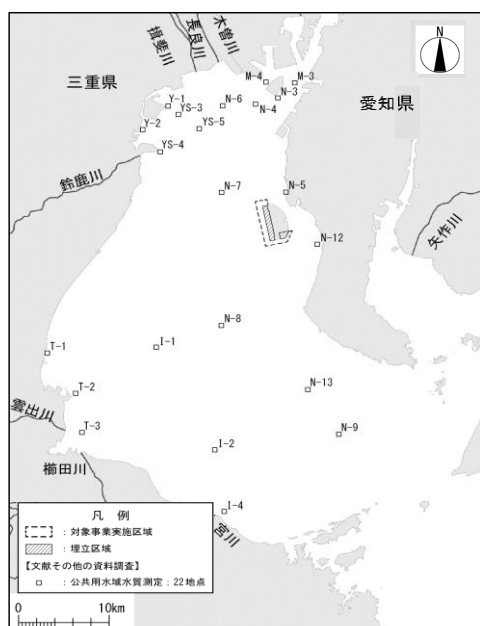 木曽川
長良川
揖斐川
N
三重県
愛知県
M-4
M-3
N-3
N-4
N-6
Y-1
YS-3
Y-2
YS-5
YS-4
鈴鹿川
N-7
N-5
矢作川
N-12
N-8
I-1
T-1
N-13
T-2
雲出川
T-3
N-9
I-2
櫛田川
I-4
宮川
凡 例
：対象事業実施区域
：埋立区域
【文献その他の資料調査】
：公共用水域水質測定；22地点
0 10km